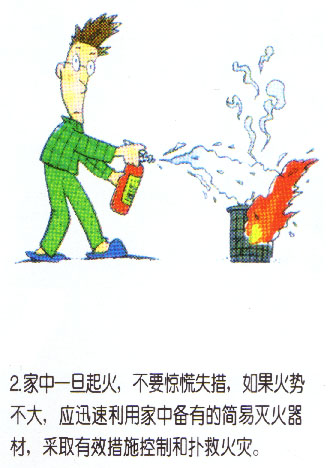 2.家中一旦起火，不要惊慌失措，如果火势
不大，应迅速利用家中备有的简易灭火器
材，采取有效措施控制和扑救火灾。